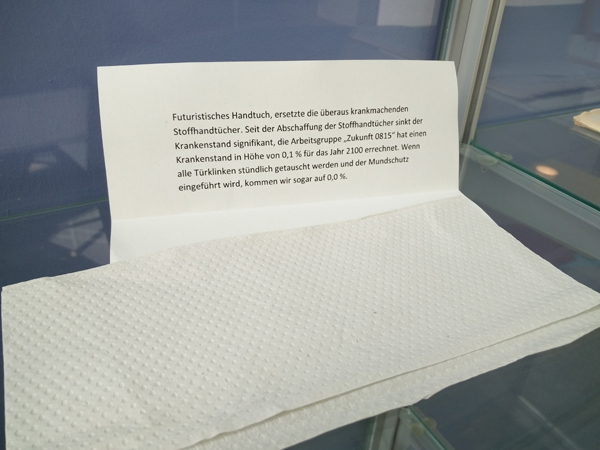 Futuristisches Handtuch, ersetzte die überaus krankmachenden
Stoffhandtücher. Seit der Abschaffung der Stoffhandtücher sinkt der
Krankenstand signifikant, die Arbeitsgruppe „Zukunft 0815" hat einen
Krankenstand in Höhe von 0,1 % für das Jahr 2100 errechnet. Wenn
alle Türklinken stündlich getauscht werden und der Mundschutz
eingeführt wird, kommen wir sogar auf 0,0 %.